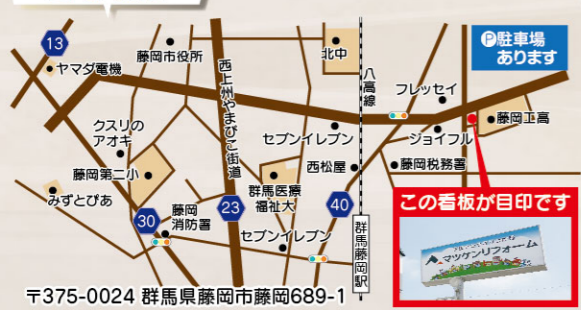 13
ヤマダ電機
藤岡市役所
北中
P駐車場
あります
西上州やまびこ街道
八高線
フレッセイ
クスリの
アオキ
セブンイレブン
ジョイフル
藤岡工高
藤岡第二小
西松屋
藤岡税務署
みずとぴあ
群馬医療
福祉大
30
藤岡
消防署
23
40
セブンイレブン
群馬藤岡駅
この看板が目印です
マツケンリフォーム
〒375-0024 群馬県藤岡市藤岡689-1